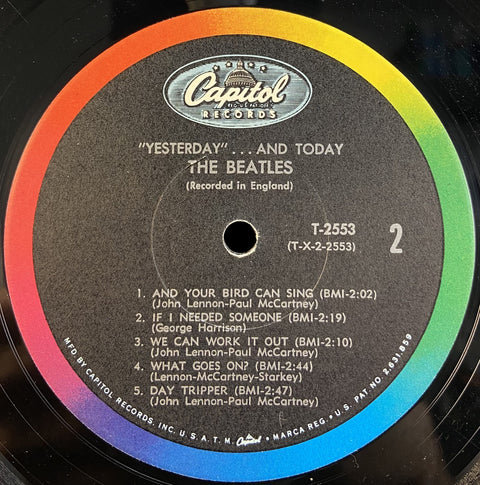 Capitol
RECORDS
"YESTERDAY" . . . AND TODAY
THE BEATLES
(Recorded in England)
T-2553
(T-X-2-2553)
2
1. AND YOUR BIRD CAN SING (BMI-2:02)
(John Lennon-Paul McCartney)
2. IF I NEEDED SOMEONE (BMI-2:19)
(George Harrison)
3. WE CAN WORK IT OUT (BMI-2:10)
(John Lennon-Paul McCartney)
4. WHAT GOES ON? (BMI-2:44)
(Lennon-McCartney-Starkey)
5. DAY TRIPPER (BMI-2:47)
(John Lennon-Paul McCartney)
MFD. BY CAPITOL RECORDS, INC. U. S. A. T. M. Capitol • MARCA REG. • U. S. PAT. NO. 2,631,859